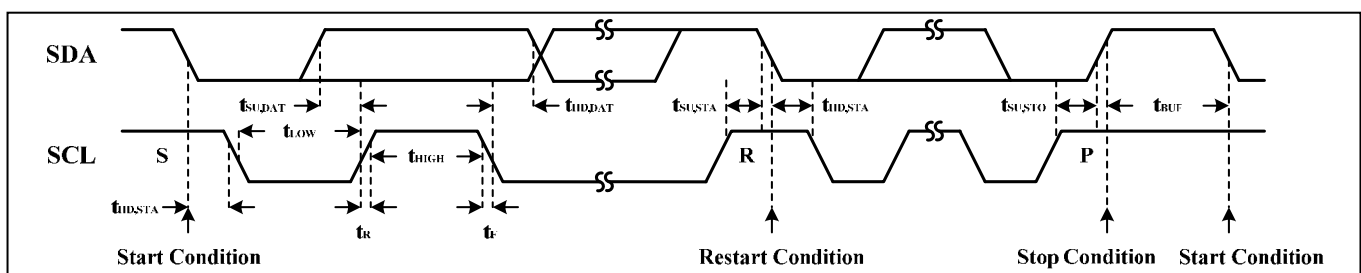 SDA
tSU,DAT tHD,DAT tSU,STA tHD,STA tSU,STO tBUF
tLOW
SCL S tHIGH R P
tHD,STA
tR tF
Start Condition Restart Condition Stop Condition Start Condition